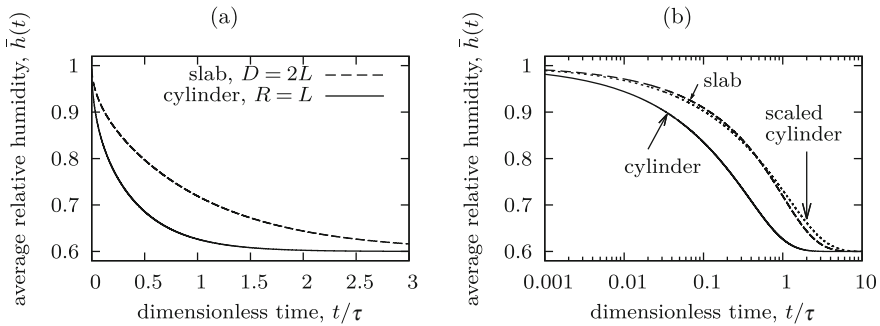 (a)
average relative humidity, h̄(t)
1
0.9
0.8
0.7
0.6
slab, D = 2L
cylinder, R = L
0 0.5 1 1.5 2 2.5 3
dimensionless time, t/τ
(b)
average relative humidity, h̄(t)
1
0.9
0.8
0.7
0.6
slab
scaled
cylinder
cylinder
0.001 0.01 0.1 1 10
dimensionless time, t/τ